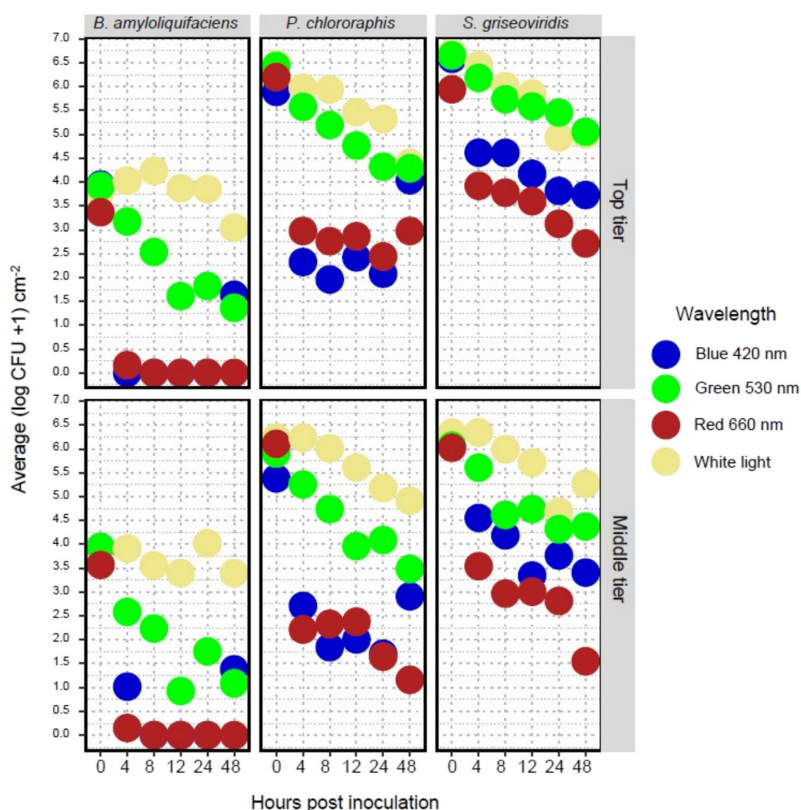 B. amyloliquifaciens P. chlororaphis S. griseoviridis
7.0
6.5
6.0
5.5
5.0
4.5
4.0
3.5
3.0
2.5
2.0
1.5
1.0
0.5
0.0
Top tier
7.0
6.5
6.0
5.5
5.0
4.5
4.0
3.5
3.0
2.5
2.0
1.5
1.0
0.5
0.0
Middle tier
Average (log CFU +1) cm-2
0 4 8 12 24 48 0 4 8 12 24 48 0 4 8 12 24 48
Hours post inoculation
Wavelength
Blue 420 nm
Green 530 nm
Red 660 nm
White light